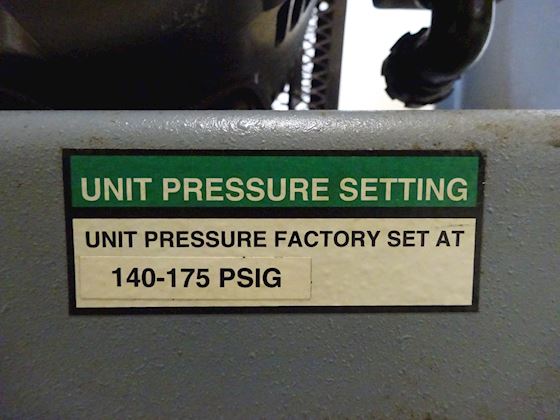 UNIT PRESSURE SETTING
UNIT PRESSURE FACTORY SET AT
140-175 PSIG